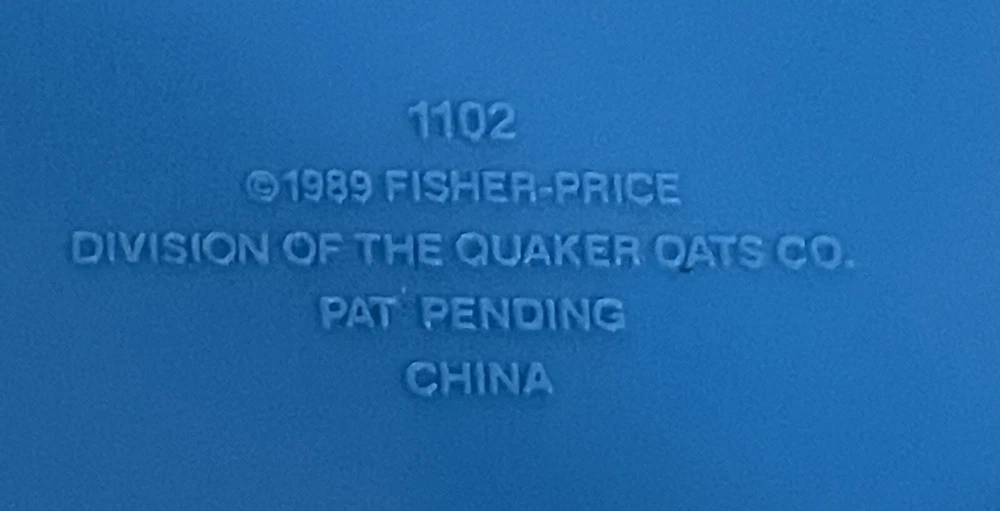 1102
©1989 FISHER-PRICE
DIVISION OF THE QUAKER OATS CO.
PAT PENDING
CHINA